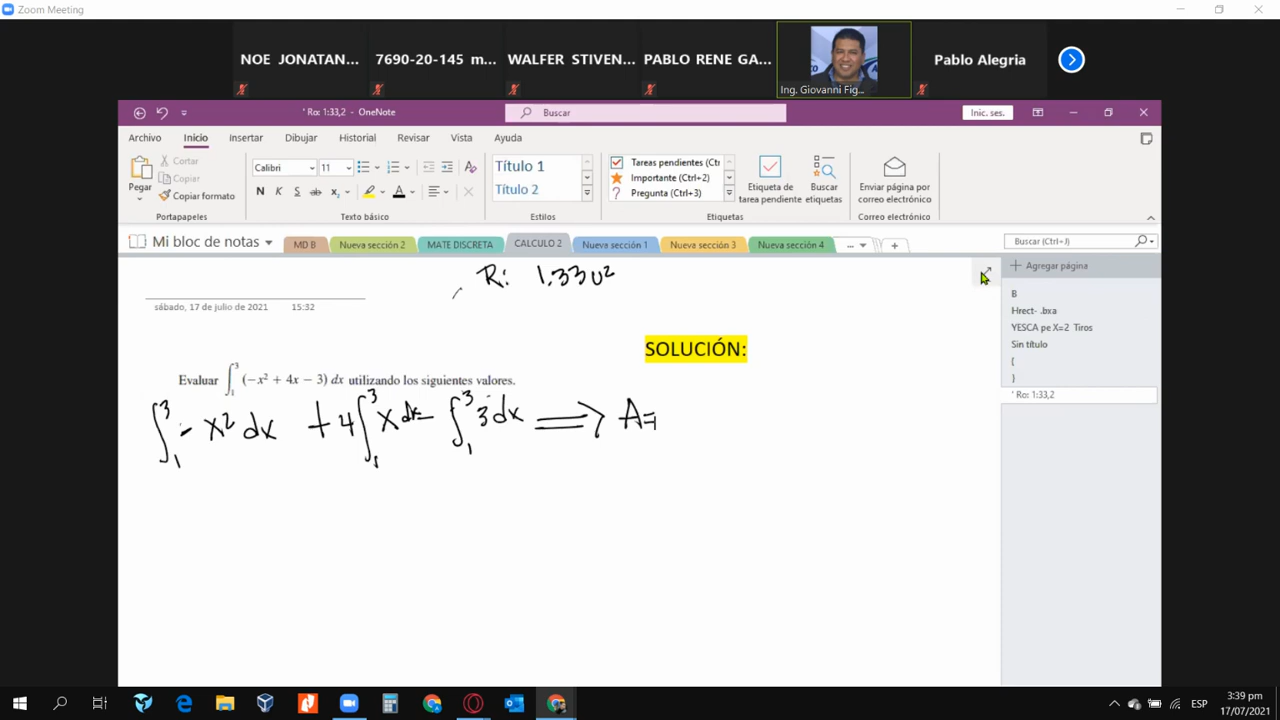 Zoom Meeting
NOE JONATAN... 7690-20-145 m... WALFER STIVEN... PABLO RENE GA... Ing. Giovanni Fig... Pablo Alegria
' Ro: 1:33,2 - OneNote
Buscar
Inic. ses.
Archivo Inicio Insertar Dibujar Historial Revisar Vista Ayuda
Pegar
Cortar
Copiar
Copiar formato
Portapapeles
Calibri 11
N K S ab x₂ A
Texto básico
Título 1
Título 2
Estilos
Tareas pendientes (Ctr
Importante (Ctrl+2)
Pregunta (Ctrl+3)
Etiqueta de tarea pendiente
Buscar etiquetas
Etiquetas
Enviar página por correo electrónico
Correo electrónico
Mi bloc de notas MD B Nueva sección 2 MATE DISCRETA CALCULO 2 Nueva sección 1 Nueva sección 3 Nueva sección 4 ... +
Buscar (Ctrl+J)
Agregar página
B
Hrect- .bxa
YESCA pe X=2 Tiros
Sin título
{
}
' Ro: 1:33,2
R: 1.33 u²
sábado, 17 de julio de 2021 15:32
SOLUCIÓN:
Evaluar ∫₁³ (−x² + 4x − 3) dx utilizando los siguientes valores.
∫₁³ - x² dx + 4 ∫₁³ x dx - ∫₁³ 3 dx ⟹ A=
ESP
3:39 pm
17/07/2021